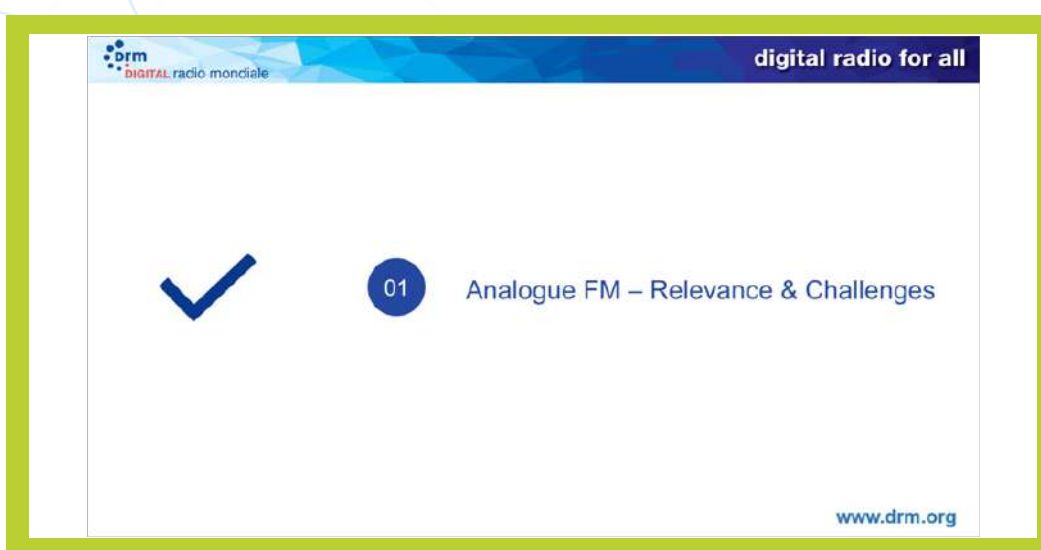 drm
DIGITAL radio mondiale
digital radio for all
01
Analogue FM – Relevance & Challenges
www.drm.org